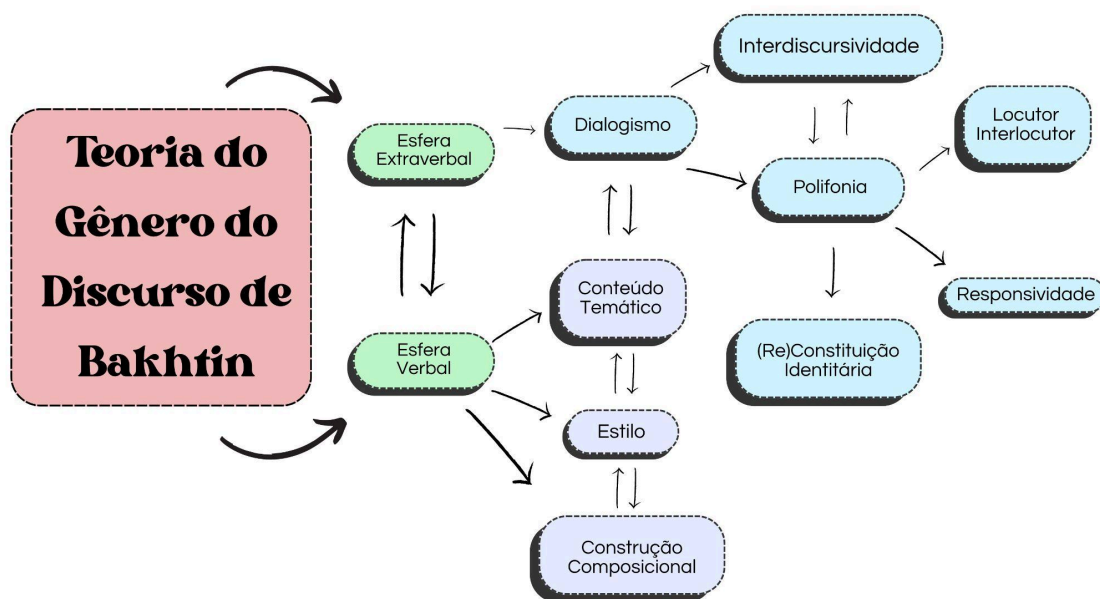 Teoria do
Gênero do
Discurso de
Bakhtin
Esfera
Extraverbal
Esfera
Verbal
Dialogismo
Conteúdo
Temático
Estilo
Construção
Composicional
Interdiscursividade
Polifonia
(Re)Constituição
Identitária
Locutor
Interlocutor
Responsividade